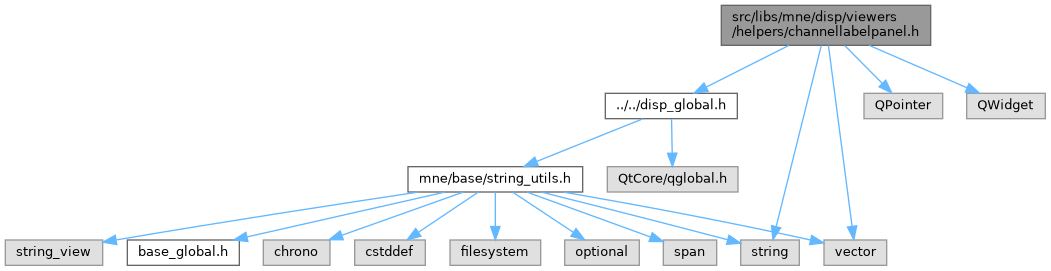 src/libs/mne/disp/viewers
/helpers/channellabelpanel.h
../../disp_global.h
QPointer
QWidget
mne/base/string_utils.h
QtCore/qglobal.h
string_view
base_global.h
chrono
cstddef
filesystem
optional
span
string
vector